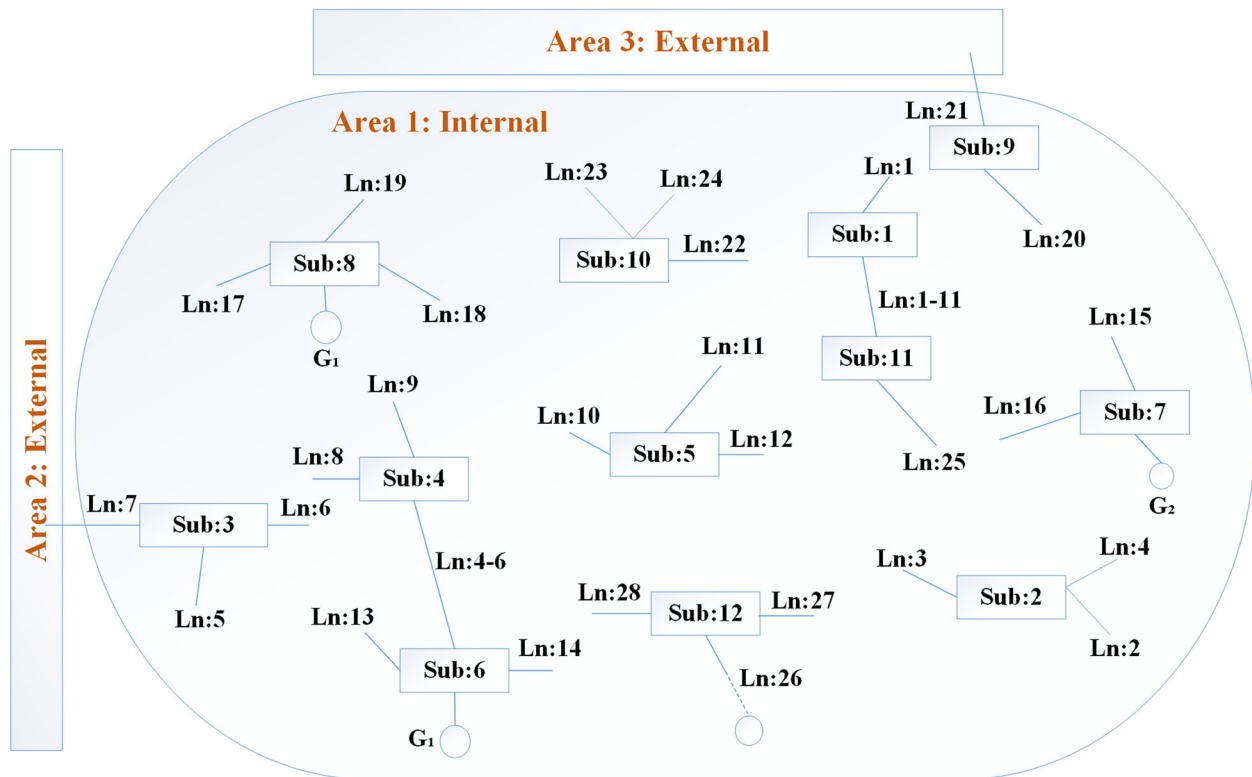 Area 3: External
Area 1: Internal
Area 2: External
Ln:21
Sub:9
Ln:20
Ln:19
Sub:8
Ln:17
Ln:18
G₁
Ln:23
Ln:24
Ln:22
Sub:10
Ln:1
Sub:1
Ln:1-11
Sub:11
Ln:25
Ln:15
Ln:16
Sub:7
G₂
Ln:9
Ln:8
Sub:4
Ln:4-6
Ln:11
Ln:10
Ln:12
Sub:5
Ln:7
Ln:6
Sub:3
Ln:5
Ln:13
Ln:14
Sub:6
G₁
Ln:28
Ln:27
Sub:12
Ln:26
Ln:3
Ln:4
Sub:2
Ln:2